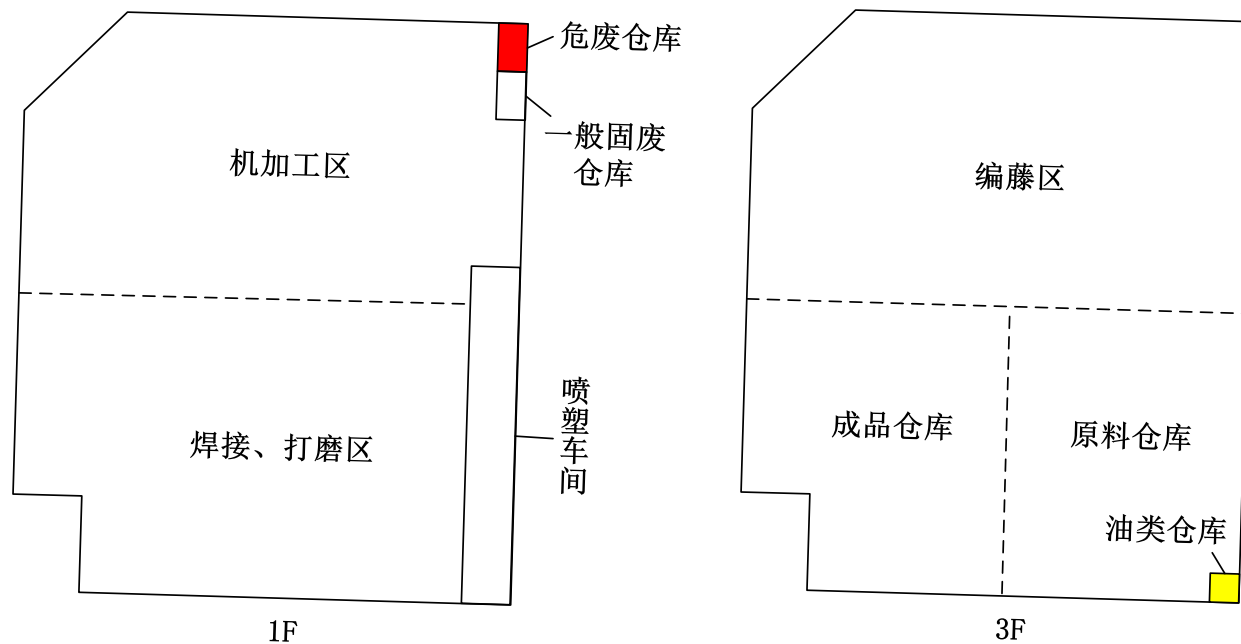 危废仓库
一般固废
仓库
机加工区
焊接、打磨区
喷塑车间
1F
编藤区
成品仓库
原料仓库
油类仓库
3F